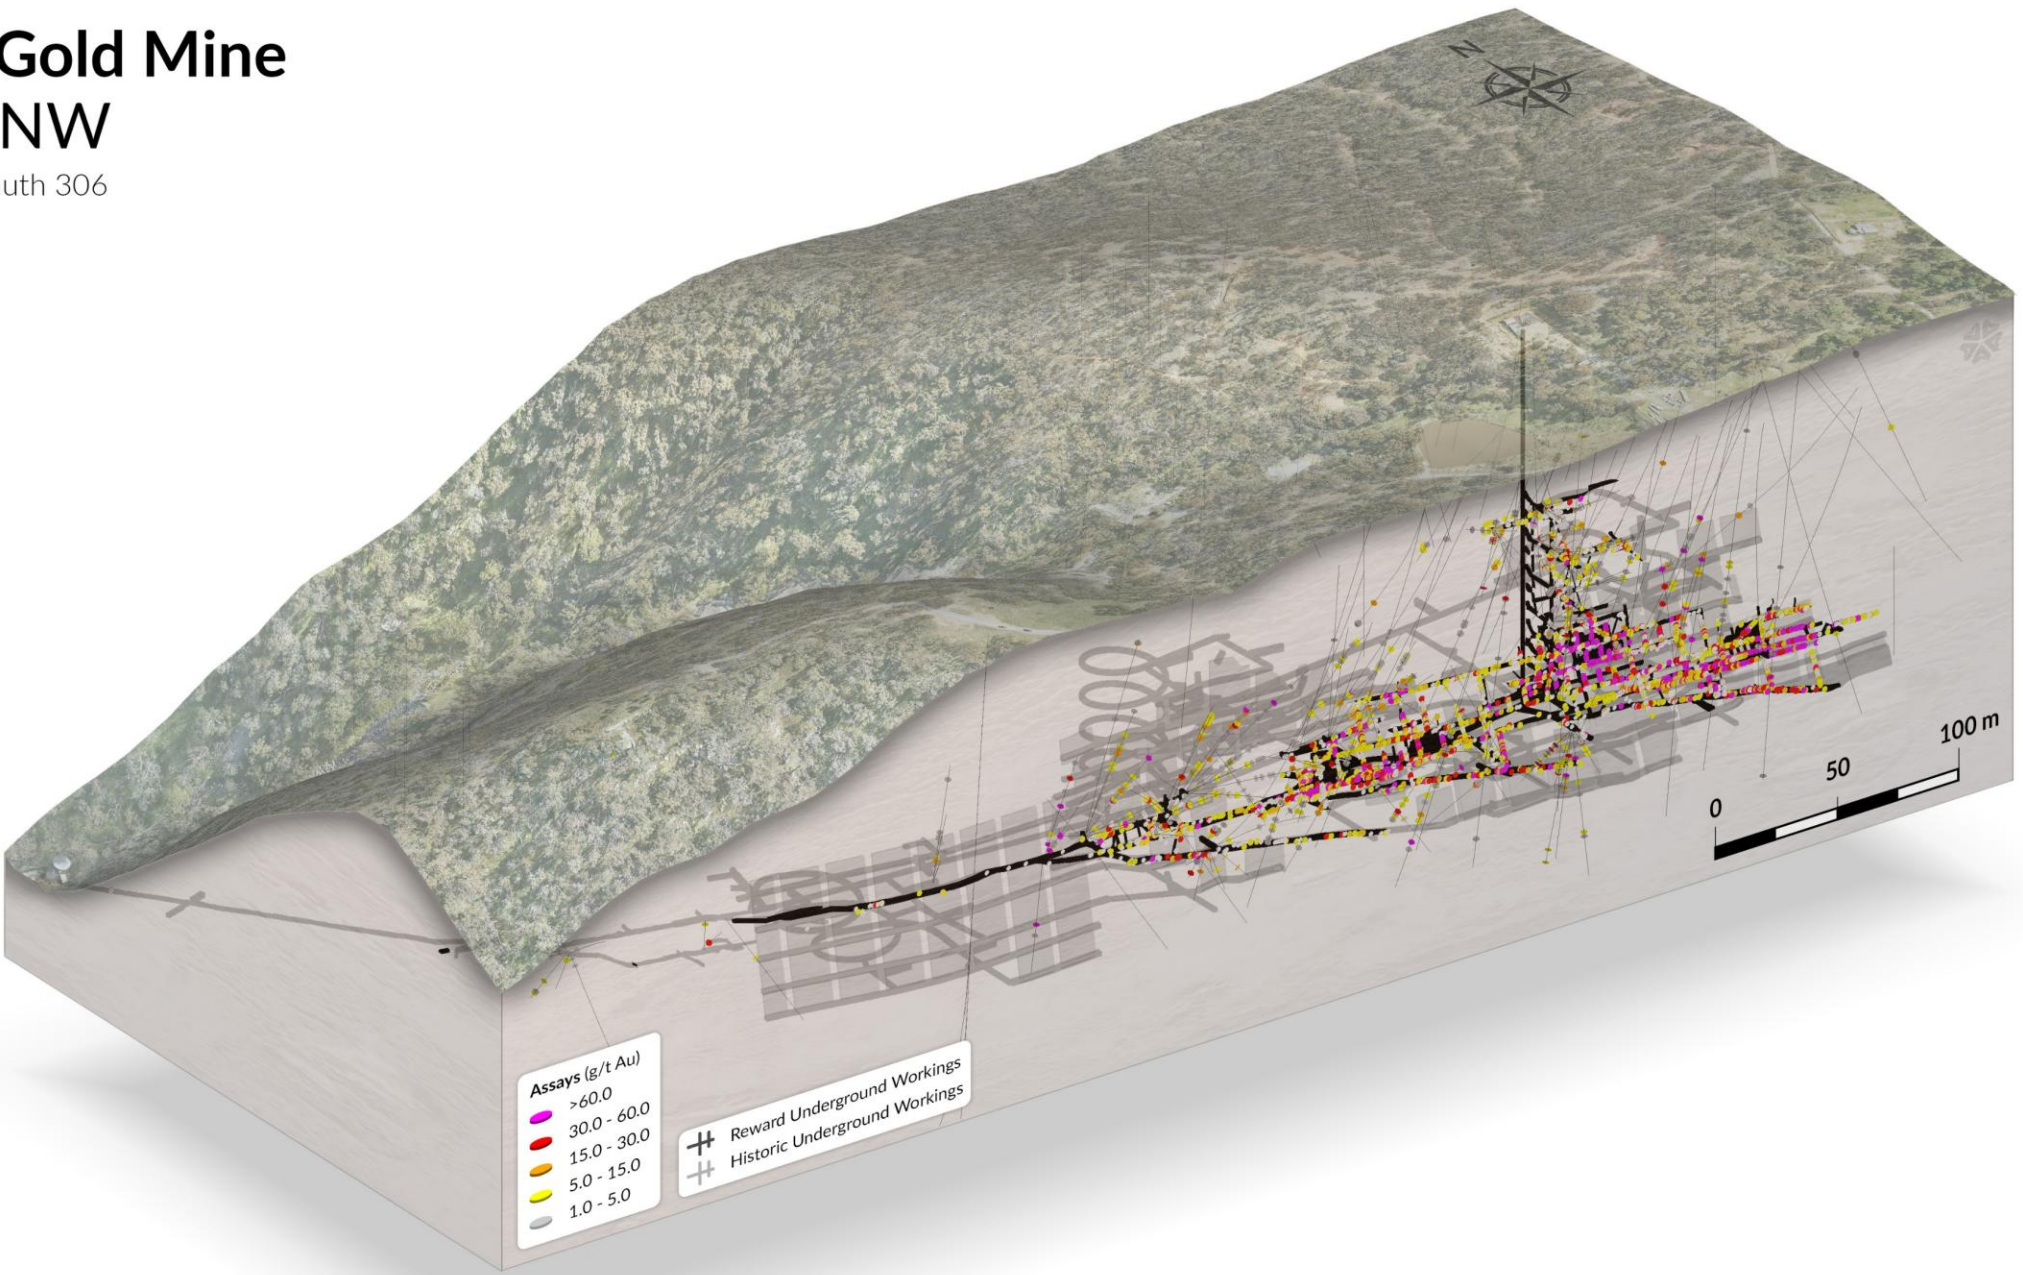 Gold Mine
NW
uth 306
N
100 m
50
0
Assays (g/t Au)
>60.0
30.0 - 60.0
15.0 - 30.0
5.0 - 15.0
1.0 - 5.0
Reward Underground Workings
Historic Underground Workings